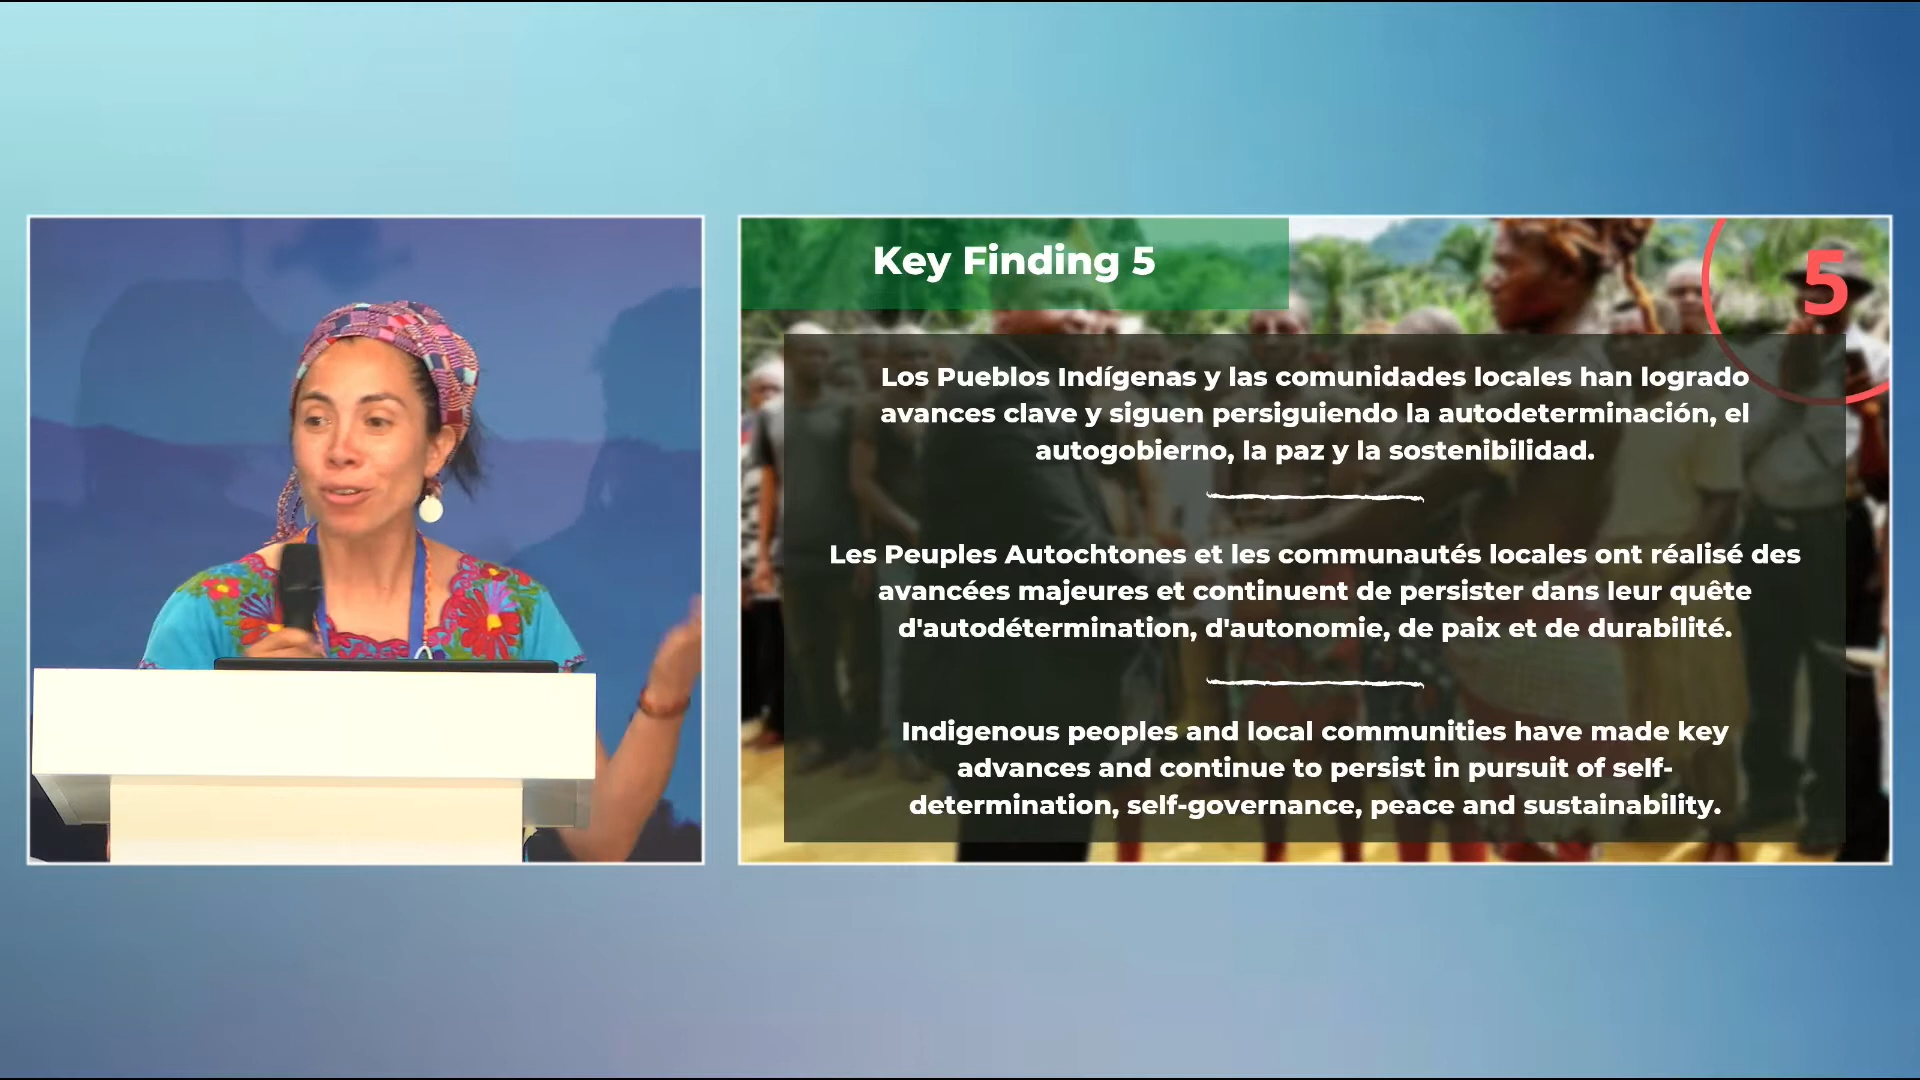 Key Finding 5
5
Los Pueblos Indígenas y las comunidades locales han logrado
avances clave y siguen persiguiendo la autodeterminación, el
autogobierno, la paz y la sostenibilidad.
Les Peuples Autochtones et les communautés locales ont réalisé des
avancées majeures et continuent de persister dans leur quête
d'autodétermination, d'autonomie, de paix et de durabilité.
Indigenous peoples and local communities have made key
advances and continue to persist in pursuit of self-
determination, self-governance, peace and sustainability.